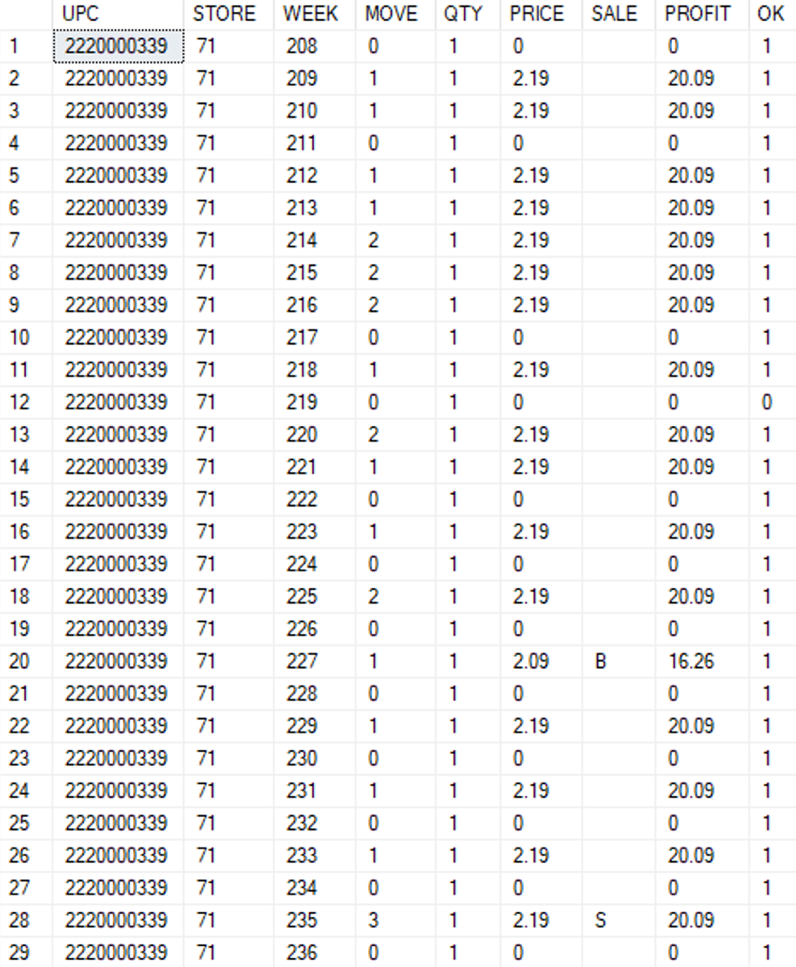 UPC STORE WEEK MOVE QTY PRICE SALE PROFIT OK
1 2220000339 71 208 0 1 0 0 1
2 2220000339 71 209 1 1 2.19 20.09 1
3 2220000339 71 210 1 1 2.19 20.09 1
4 2220000339 71 211 0 1 0 0 1
5 2220000339 71 212 1 1 2.19 20.09 1
6 2220000339 71 213 1 1 2.19 20.09 1
7 2220000339 71 214 2 1 2.19 20.09 1
8 2220000339 71 215 2 1 2.19 20.09 1
9 2220000339 71 216 2 1 2.19 20.09 1
10 2220000339 71 217 0 1 0 0 1
11 2220000339 71 218 1 1 2.19 20.09 1
12 2220000339 71 219 0 1 0 0 0
13 2220000339 71 220 2 1 2.19 20.09 1
14 2220000339 71 221 1 1 2.19 20.09 1
15 2220000339 71 222 0 1 0 0 1
16 2220000339 71 223 1 1 2.19 20.09 1
17 2220000339 71 224 0 1 0 0 1
18 2220000339 71 225 2 1 2.19 20.09 1
19 2220000339 71 226 0 1 0 0 1
20 2220000339 71 227 1 1 2.09 B 16.26 1
21 2220000339 71 228 0 1 0 0 1
22 2220000339 71 229 1 1 2.19 20.09 1
23 2220000339 71 230 0 1 0 0 1
24 2220000339 71 231 1 1 2.19 20.09 1
25 2220000339 71 232 0 1 0 0 1
26 2220000339 71 233 1 1 2.19 20.09 1
27 2220000339 71 234 0 1 0 0 1
28 2220000339 71 235 3 1 2.19 S 20.09 1
29 2220000339 71 236 0 1 0 0 1